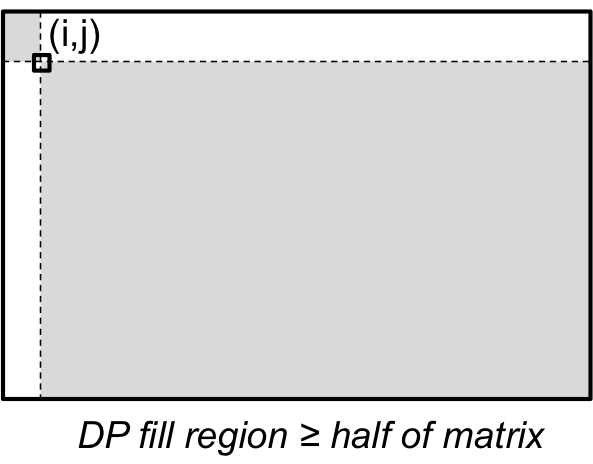 (i,j)
DP fill region ≥ half of matrix